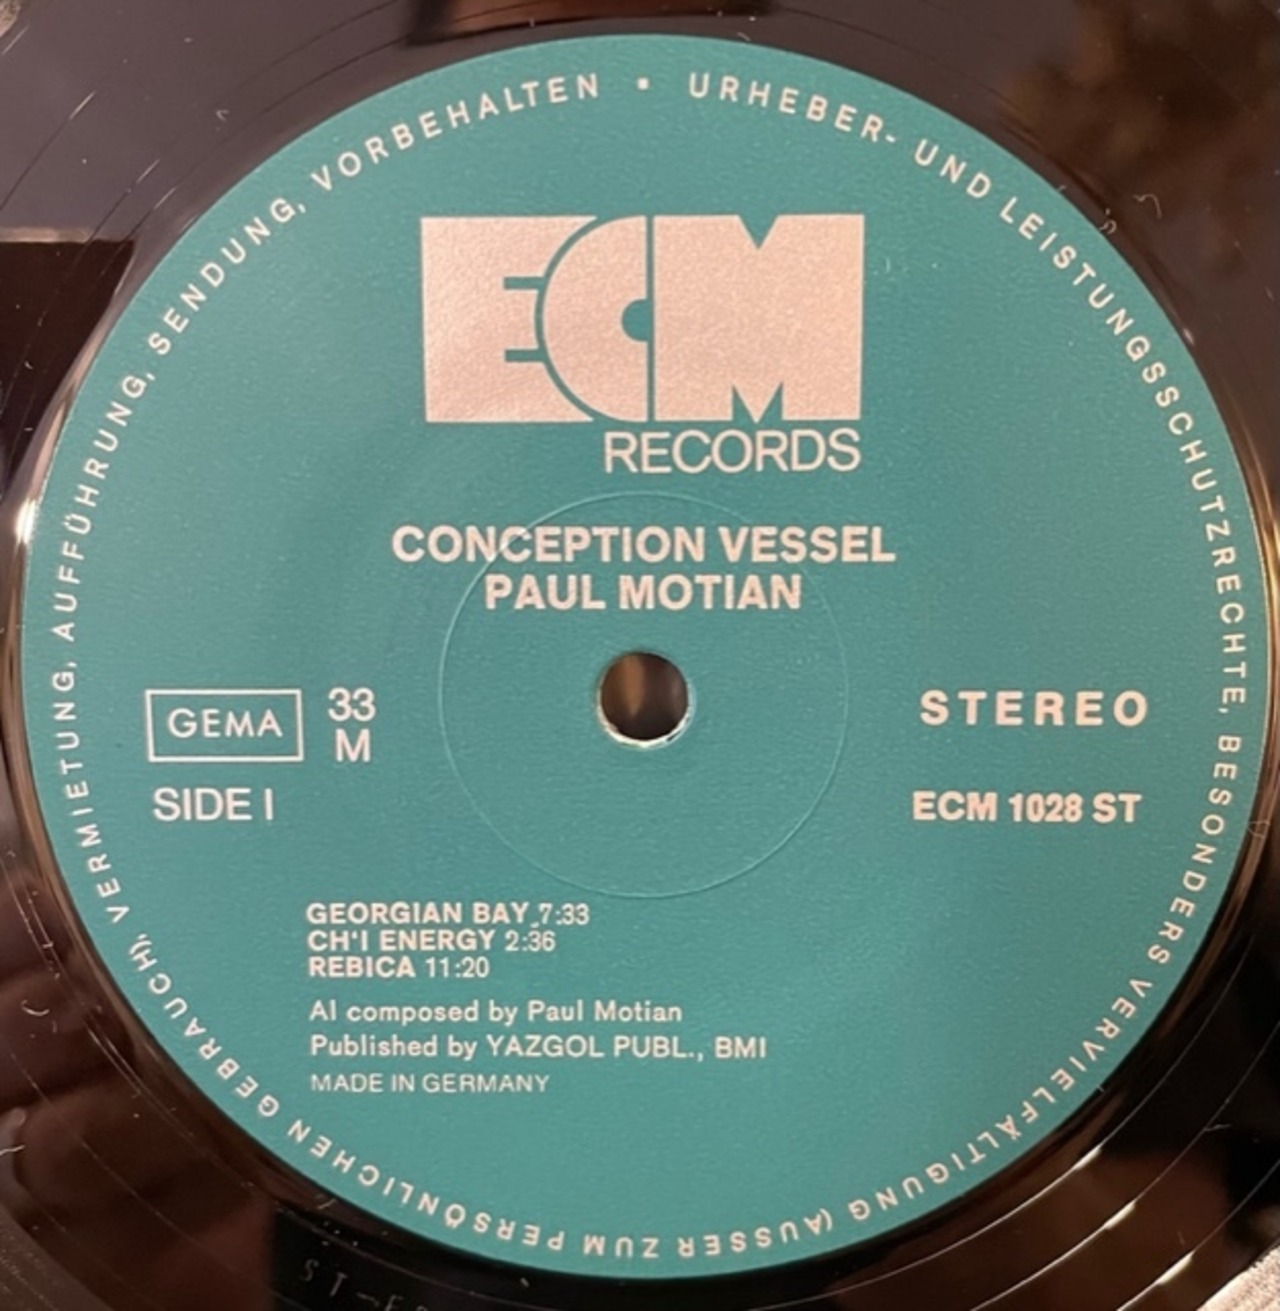 URHEBER- UND LEISTUNGSSCHUTZRECHTE, BESONDERS VERVIELFÄLTIGUNG (AUSSER ZUM PERSÖNLICHEN GEBRAUCH), VERMIETUNG, AUFFÜHRUNG, SENDUNG, VORBEHALTEN •
ECM
RECORDS
CONCEPTION VESSEL
PAUL MOTIAN
GEMA
33
M
STEREO
SIDE I
ECM 1028 ST
GEORGIAN BAY 7:33
CH'I ENERGY 2:36
REBICA 11:20
Al composed by Paul Motian
Published by YAZGOL PUBL., BMI
MADE IN GERMANY